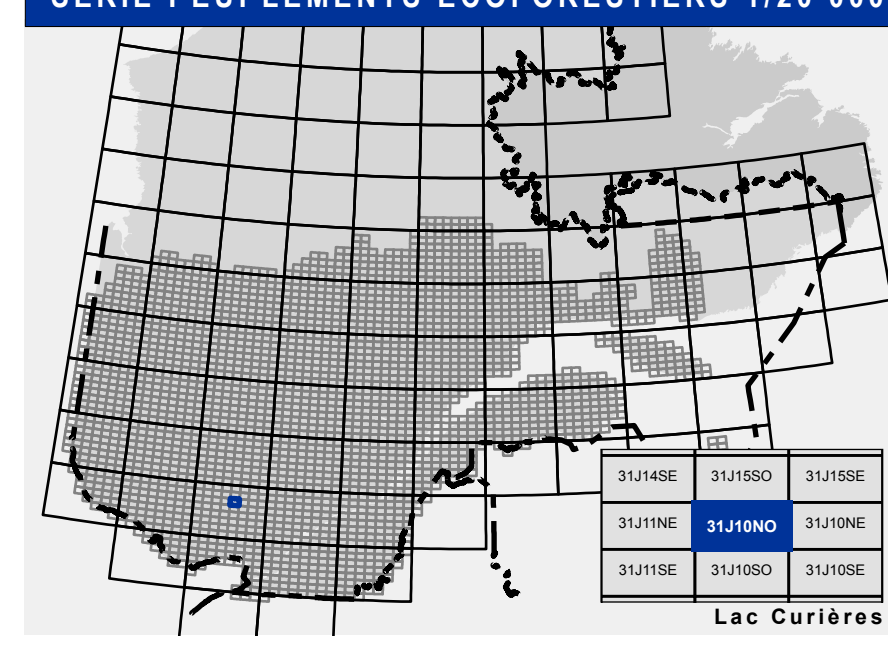 SÉRIE PEUPLEMENTS ÉCOFORESTIERS 1/20 000
31J14SE 31J15SO 31J15SE
31J11NE 31J10NO 31J10NE
31J11SE 31J10SO 31J10SE
Lac Curières